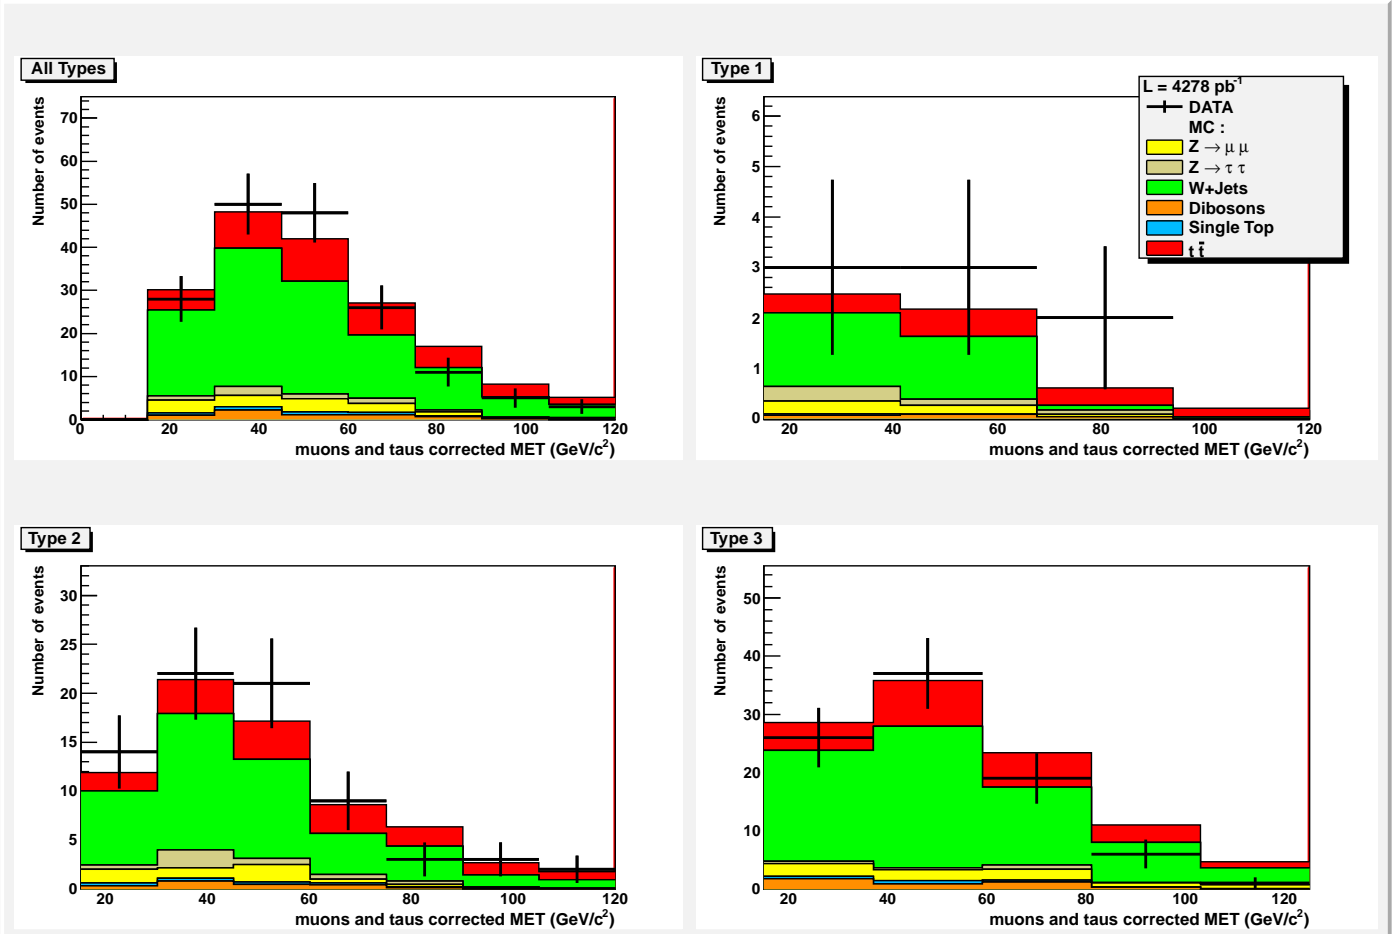 All Types
Number of events
70
60
50
40
30
20
10
0
0 20 40 60 80 100 120
muons and taus corrected MET (GeV/c²)
Type 1
Number of events
6
5
4
3
2
1
0
20 40 60 80 100 120
muons and taus corrected MET (GeV/c²)
L = 4278 pb⁻¹
DATA
MC :
Z → μ μ
Z → τ τ
W+Jets
Dibosons
Single Top
t t̄
Type 2
Number of events
30
25
20
15
10
5
0
20 40 60 80 100 120
muons and taus corrected MET (GeV/c²)
Type 3
Number of events
50
40
30
20
10
0
20 40 60 80 100 120
muons and taus corrected MET (GeV/c²)